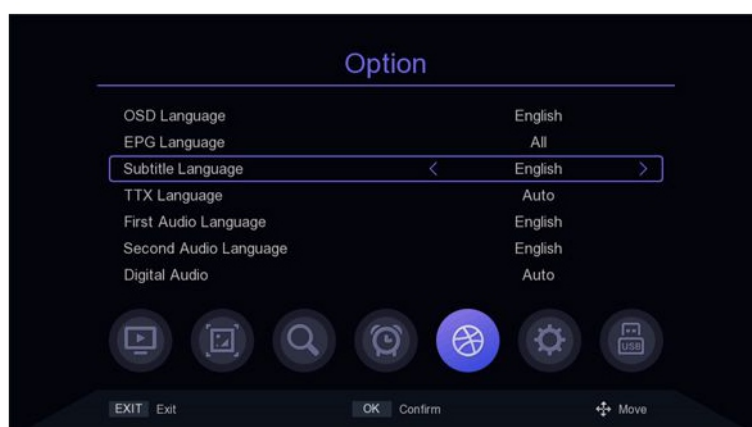 Option
OSD Language English
EPG Language All
Subtitle Language < English >
TTX Language Auto
First Audio Language English
Second Audio Language English
Digital Audio Auto
USB
EXIT Exit OK Confirm Move